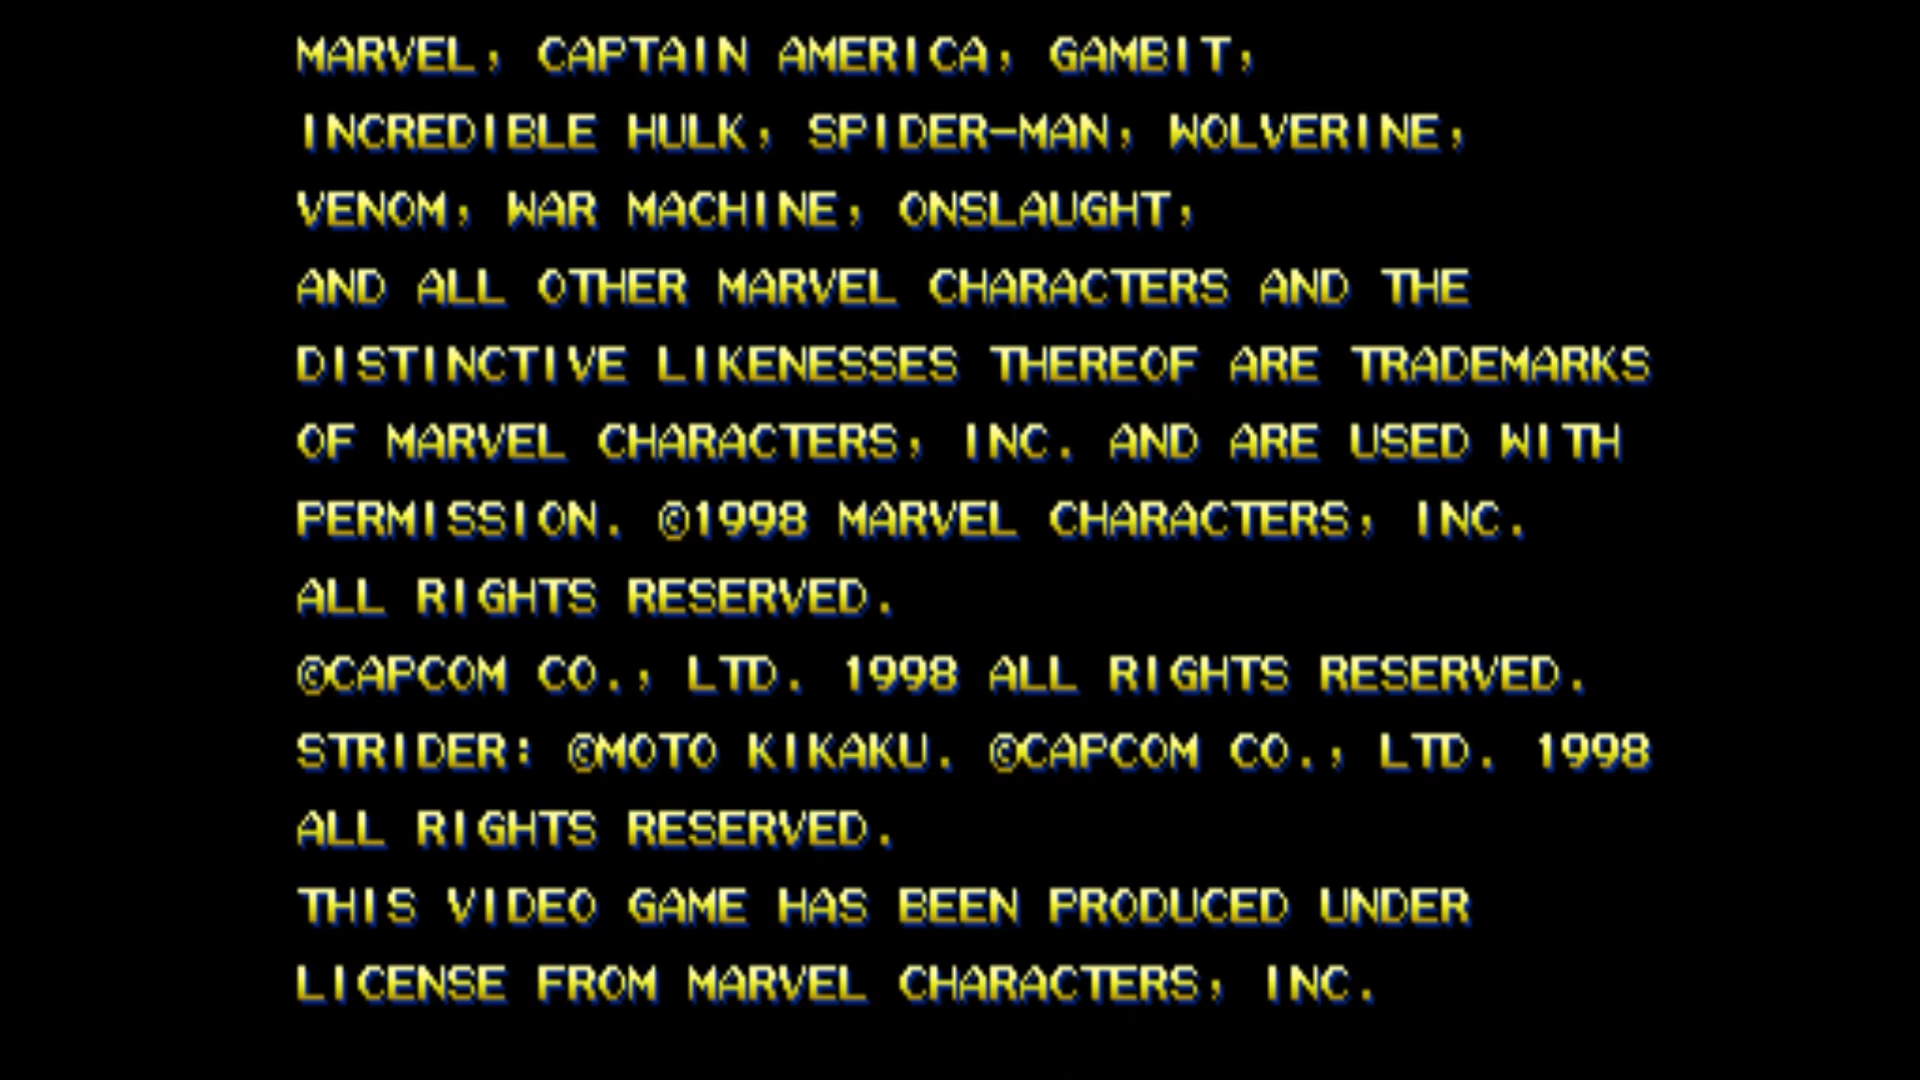 MARVEL, CAPTAIN AMERICA, GAMBIT,
INCREDIBLE HULK, SPIDER-MAN, WOLVERINE,
VENOM, WAR MACHINE, ONSLAUGHT,
AND ALL OTHER MARVEL CHARACTERS AND THE
DISTINCTIVE LIKENESSES THEREOF ARE TRADEMARKS
OF MARVEL CHARACTERS, INC. AND ARE USED WITH
PERMISSION. ©1998 MARVEL CHARACTERS, INC.
ALL RIGHTS RESERVED.
©CAPCOM CO., LTD. 1998 ALL RIGHTS RESERVED.
STRIDER: ©MOTO KIKAKU. ©CAPCOM CO., LTD. 1998
ALL RIGHTS RESERVED.
THIS VIDEO GAME HAS BEEN PRODUCED UNDER
LICENSE FROM MARVEL CHARACTERS, INC.